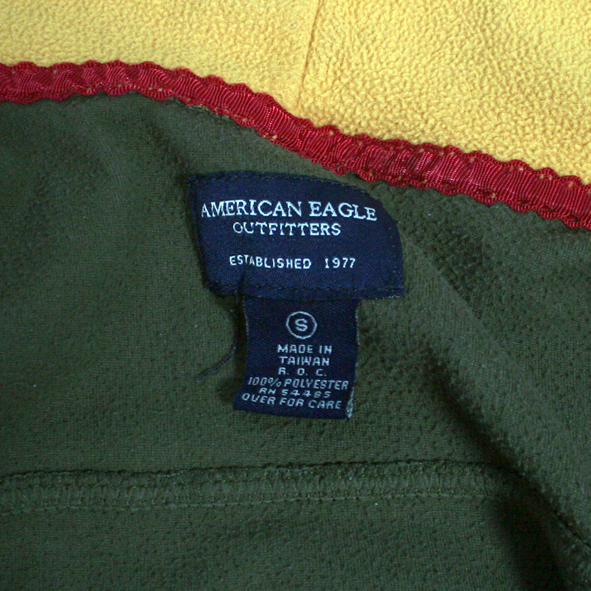 AMERICAN EAGLE
OUTFITTERS
ESTABLISHED 1977
S
MADE IN
TAIWAN
R. O. C.
100% POLYESTER
RN 54485
OVER FOR CARE